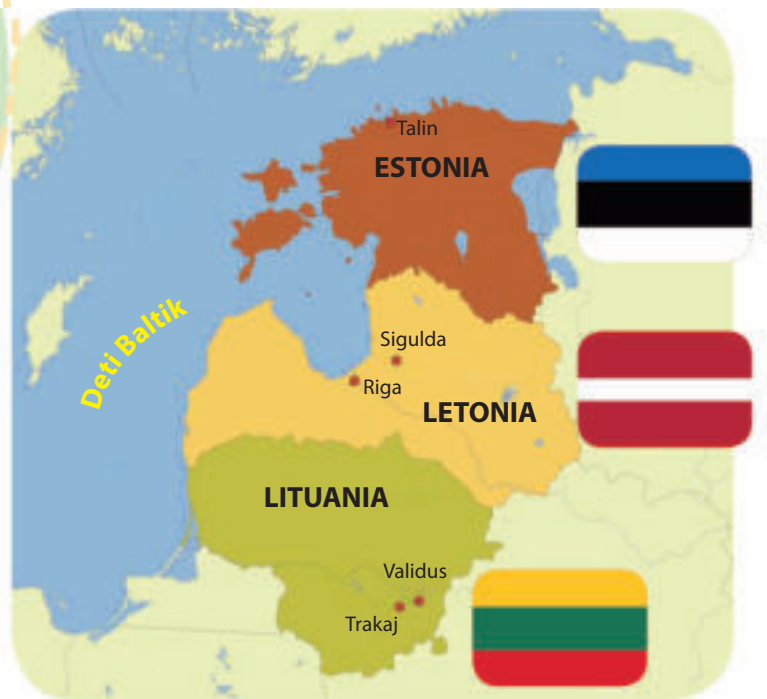 Talin
ESTONIA
Deti Baltik
Sigulda
Riga
LETONIA
LITUANIA
Validus
Trakaj